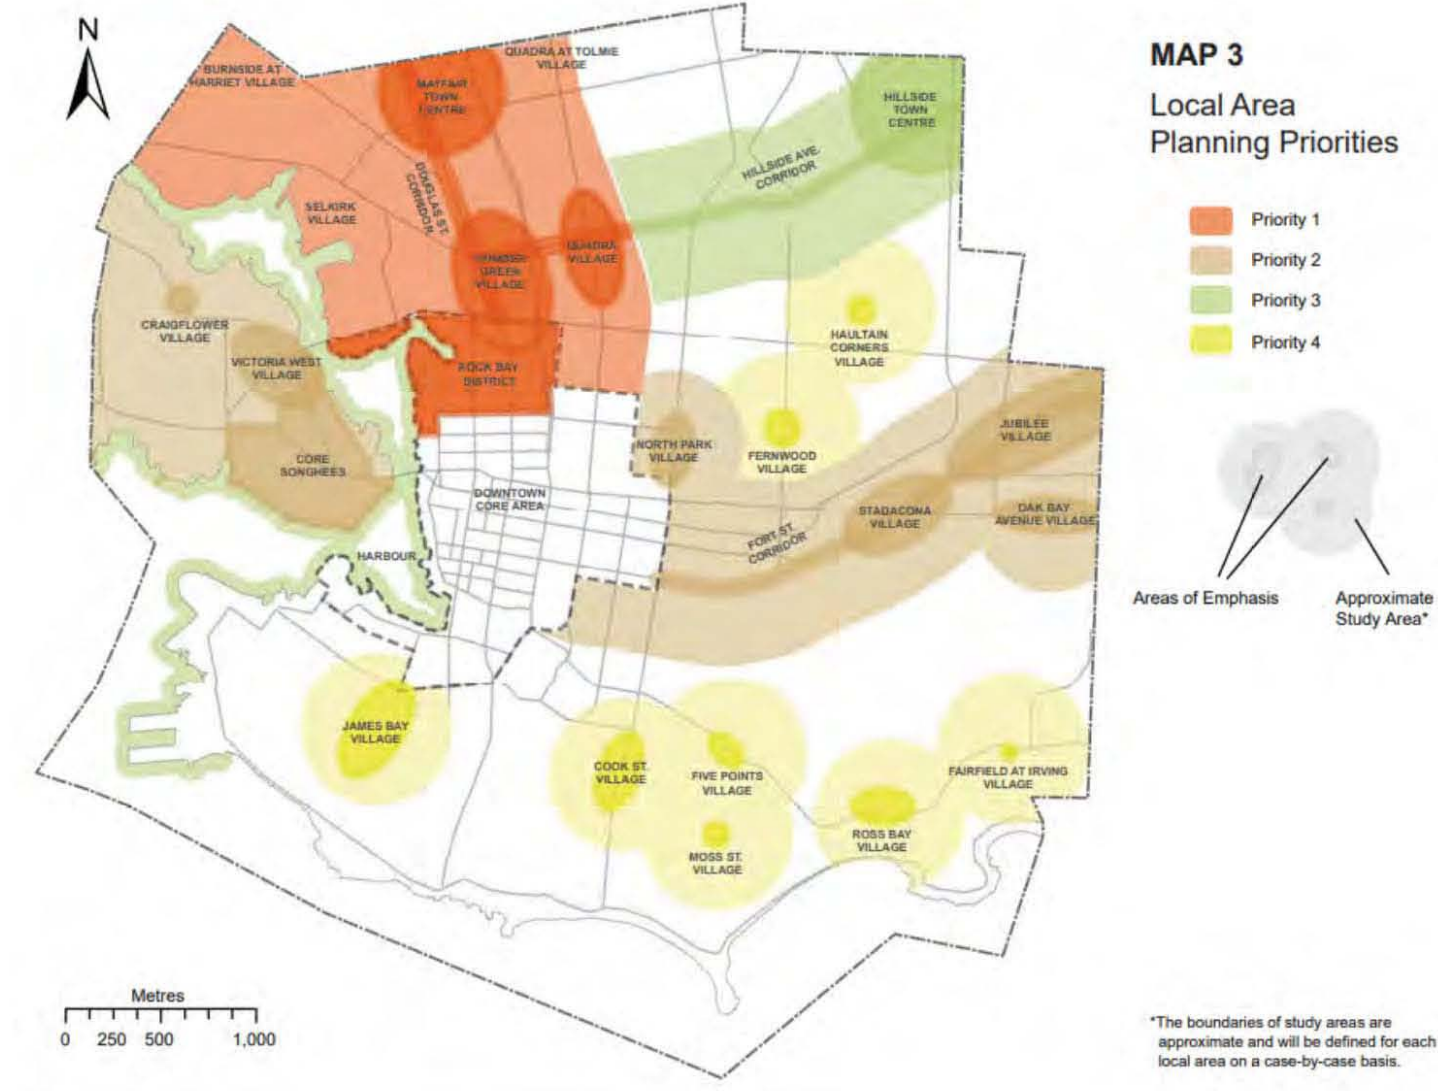 N
QUADRA AT TOLMIE
VILLAGE
BURNSIDE AT
HARRIET VILLAGE
MAYFAIR
TOWN
CENTRE
HILLSIDE
TOWN
CENTRE
HILLSIDE AVE.
CORRIDOR
DOUGLAS ST.
CORRIDOR
SELKIRK
VILLAGE
HUMBER
GREEN
VILLAGE
QUADRA
VILLAGE
CRAIGFLOWER
VILLAGE
HAULTAIN
CORNERS
VILLAGE
VICTORIA WEST
VILLAGE
ROCK BAY
DISTRICT
NORTH PARK
VILLAGE
FERNWOOD
VILLAGE
JUBILEE
VILLAGE
CORE
SONGHEES
DOWNTOWN
CORE AREA
STADACONA
VILLAGE
OAK BAY
AVENUE VILLAGE
FORT ST.
CORRIDOR
HARBOUR
JAMES BAY
VILLAGE
COOK ST.
VILLAGE
FIVE POINTS
VILLAGE
FAIRFIELD AT IRVING
VILLAGE
ROSS BAY
VILLAGE
MOSS ST.
VILLAGE
Metres
0 250 500 1,000
MAP 3
Local Area
Planning Priorities
Priority 1
Priority 2
Priority 3
Priority 4
Areas of Emphasis
Approximate
Study Area*
*The boundaries of study areas are
approximate and will be defined for each
local area on a case-by-case basis.